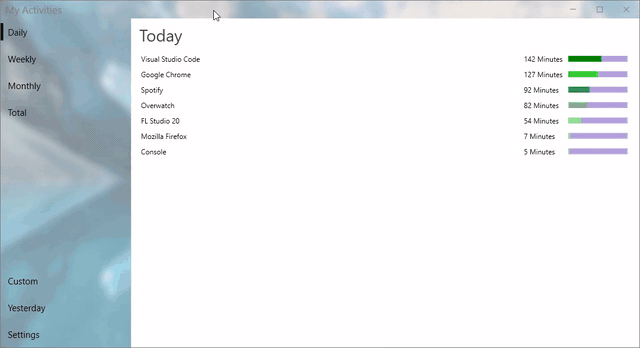 My Activities
Daily
Weekly
Monthly
Total
Custom
Yesterday
Settings
Today
Visual Studio Code 142 Minutes
Google Chrome 127 Minutes
Spotify 92 Minutes
Overwatch 82 Minutes
FL Studio 20 54 Minutes
Mozilla Firefox 7 Minutes
Console 5 Minutes